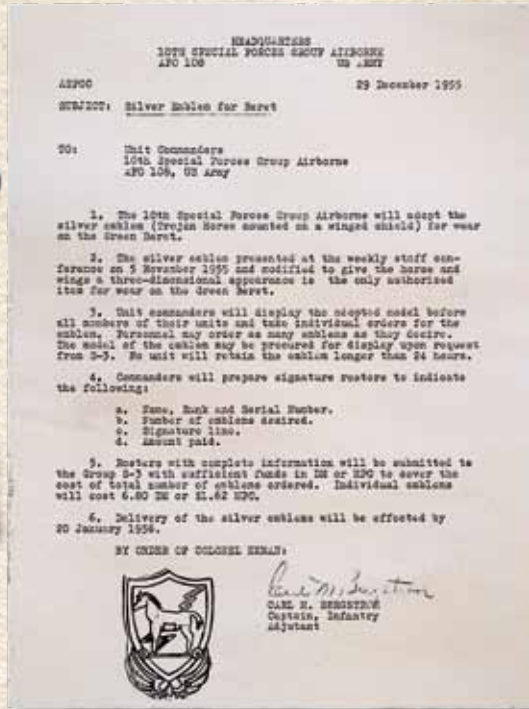 HEADQUARTERS
10TH SPECIAL FORCES GROUP AIRBORNE
APO 108 US ARMY
29 December 1955
SUBJECT: Silver Emblem for Beret
TO: Unit Commanders
10th Special Forces Group Airborne
APO 108, US Army
1. The 10th Special Forces Group Airborne will adopt the
silver emblem (Trojan Horse mounted on a winged shield) for wear
on the Green Beret.
2. The silver emblem presented at the weekly staff con-
ference on 5 November 1955 and modified to give the horse and
wings a three-dimensional appearance is the only authorized
item for wear on the Green Beret.
3. Unit commanders will display the adopted model before
all members of their units and take individual orders for the
emblem. Personnel may order as many emblems as they desire.
The model of the emblem may be procured for display upon request
from S-3. No unit will retain the emblem longer than 24 hours.
4. Commanders will prepare signature rosters to indicate
the following:
a. Name, Rank and Serial Number.
b. Number of emblems desired.
c. Signature line.
d. Amount paid.
5. Rosters with complete information will be submitted to
the Group S-3 with sufficient funds in DM or MPC to cover the
cost of total number of emblems ordered. Individual emblems
will cost 6.80 DM or $1.62 MPC.
6. Delivery of the silver emblems will be effected by
20 January 1956.
BY ORDER OF COLONEL EKMAN:
Carl M. Bergstrom
CARL M. BERGSTROM
Captain, Infantry
Adjutant